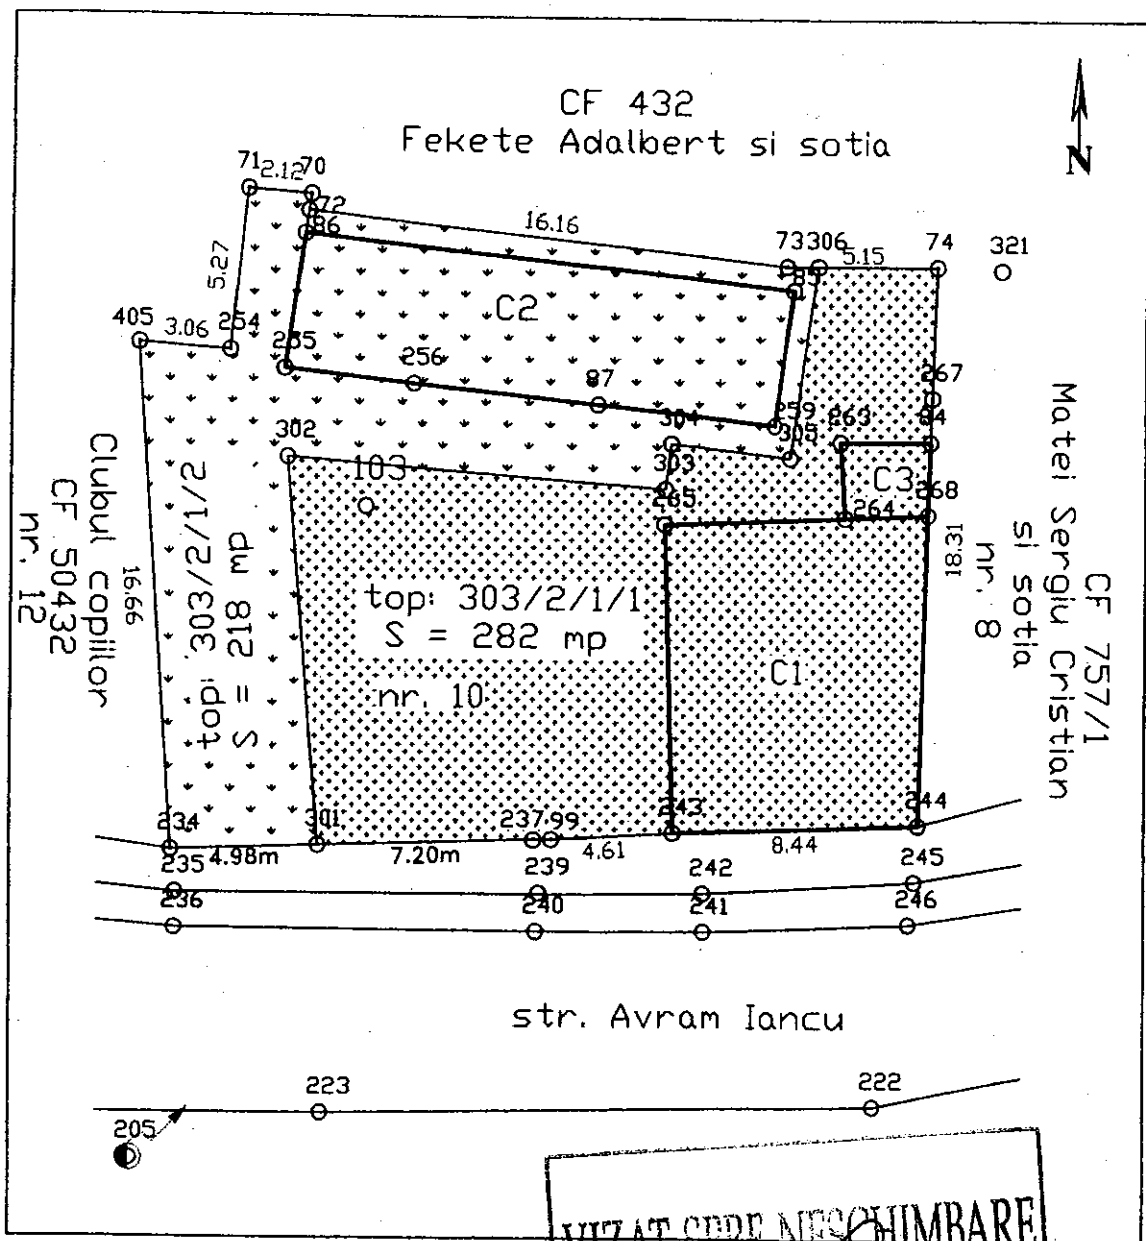 CF 432
Fekete Adalbert si sotia
N
71
2.12
70
72
86
16.16
73
306
5.15
74
321
5.27
C2
405
3.06
254
255
256
87
259
305
304
303
267
263
84
C3
268
264
265
302
103
18.31
16.66
Clubul copiilor
CF 50432
nr. 12
top: 303/2/1/2
S = 218 mp
top: 303/2/1/1
S = 282 mp
nr. 10
C1
CF 757/1
Matei Sergiu Cristian
si sotia
nr. 8
234
301
237
99
243
244
4.98m
7.20m
4.61
8.44
235
239
242
245
236
240
241
246
str. Avram Iancu
223
222
205
VIZAT SPRE NESCHIMBARE